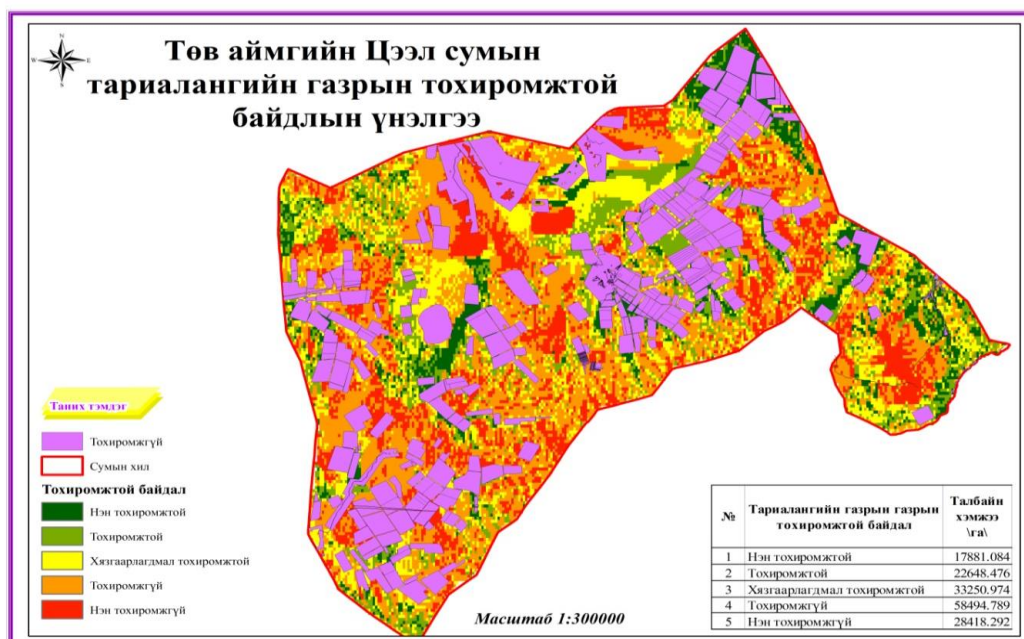 Төв аймгийн Цээл сумын
тариалангийн газрын тохиромжтой
байдлын үнэлгээ
N
W
E
S
Таних тэмдэг
Тохиромжгүй
Сумын хил
Тохиромжтой байдал
Нэн тохиромжтой
Тохиромжтой
Хязгаарлагдмал тохиромжтой
Тохиромжгүй
Нэн тохиромжгүй
Масштаб 1:300000
№ Тариалангийн газрын газрын тохиромжтой байдал Талбайн хэмжээ \га\
1 Нэн тохиромжтой 17881.084
2 Тохиромжтой 22648.476
3 Хязгаарлагдмал тохиромжтой 33250.974
4 Тохиромжгүй 58494.789
5 Нэн тохиромжгүй 28418.292